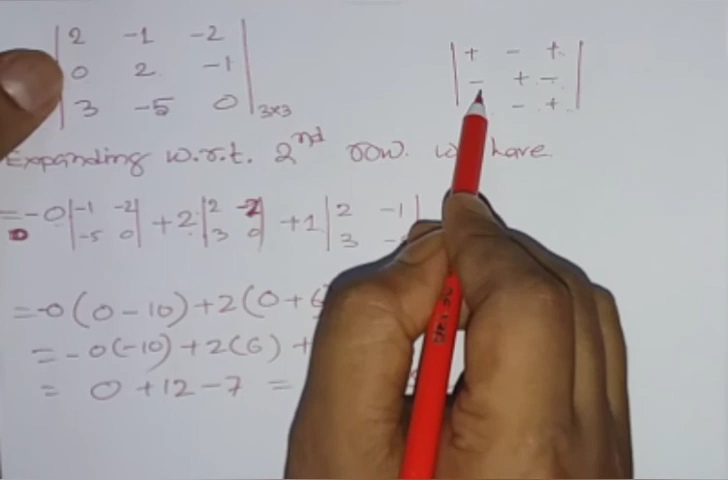 | 2 -1 -2 |
| 0 2 -1 |
| 3 -5 0 | 3×3
| + - + |
| - + - |
| - + |
Expanding w.r.t. 2nd row. we have
= -0 | -1 -2 | + 2 | 2 -2 | + 1 | 2 -1 |
| -5 0 | | 3 0 | | 3
= -0 (0 - 10) + 2 (0 + 6
= -0 (-10) + 2 (6) +
= 0 + 12 - 7 =